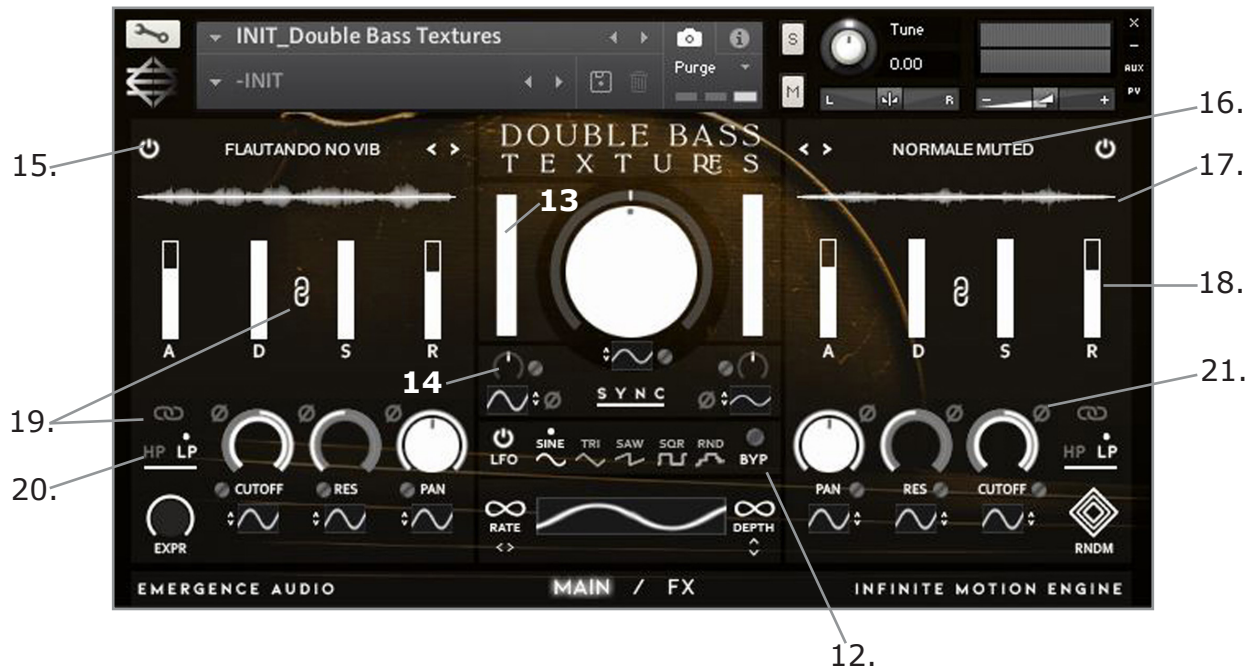 INIT_Double Bass Textures
Tune
S
0.00
-INIT
Purge
AUX
M
L R
- +
PV
16.
15.
FLAUTANDO NO VIB
DOUBLE BASS
TEXTURES
NORMALE MUTED
17.
13
18.
A D S R
A D S R
14
19.
SYNC
21.
HP LP
LFO
SINE TRI SAW SQR RND
BYP
HP LP
20.
CUTOFF RES PAN
PAN RES CUTOFF
RATE
DEPTH
EXPR
RNDM
EMERGENCE AUDIO
MAIN / FX
INFINITE MOTION ENGINE
12.